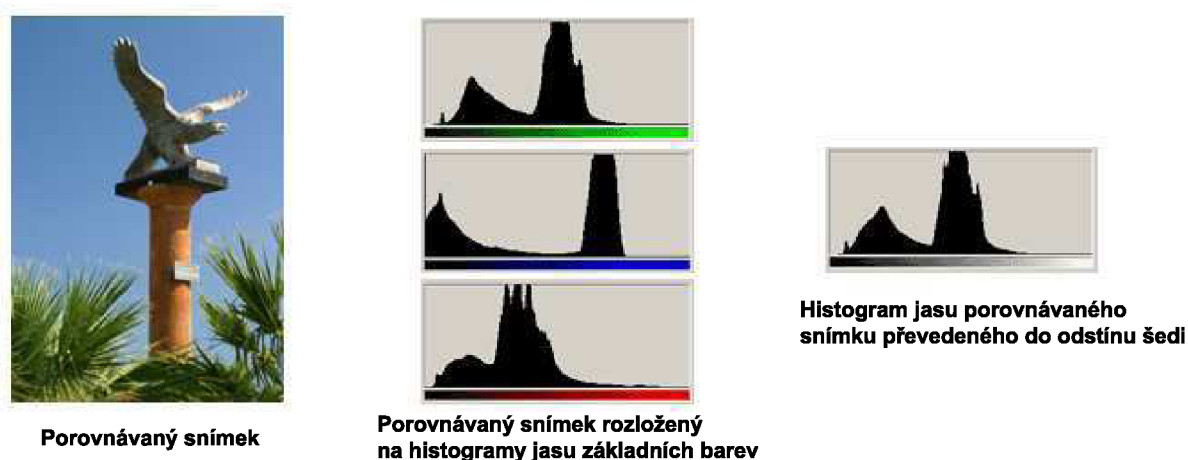 Porovnávaný snímek
Porovnávaný snímek rozložený
na histogramy jasu základních barev
Histogram jasu porovnávaného
snímku převedeného do odstínu šedi